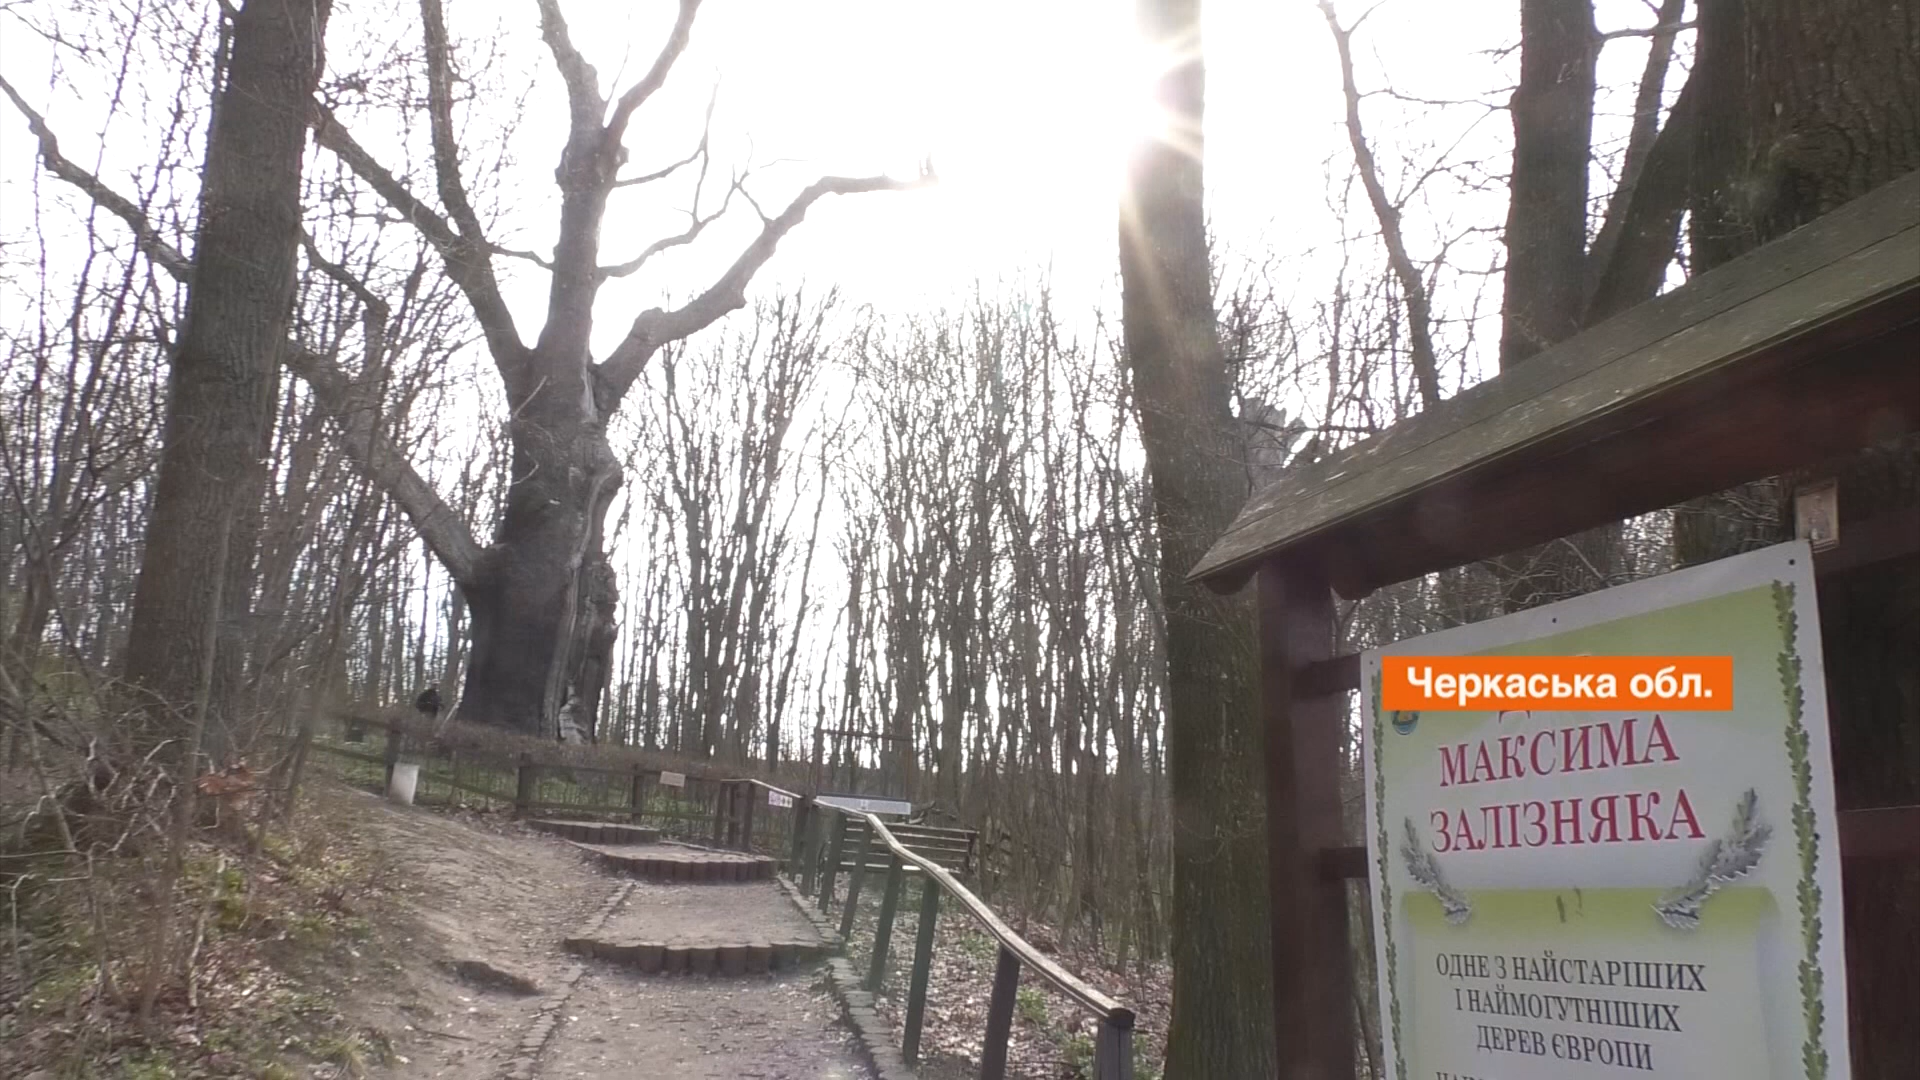 Черкаська обл.
МАКСИМА
ЗАЛІЗНЯКА
ОДНЕ З НАЙСТАРІШИХ
І НАЙМОГУТНІШИХ
ДЕРЕВ ЄВРОПИ